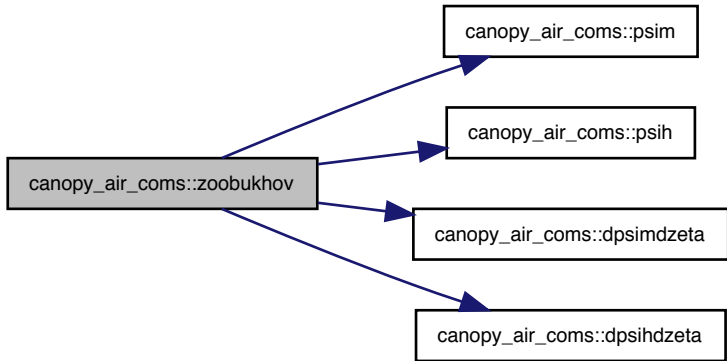 canopy_air_coms::psim
canopy_air_coms::psih
canopy_air_coms::zoobukhov
canopy_air_coms::dpsimdzeta
canopy_air_coms::dpsihdzeta